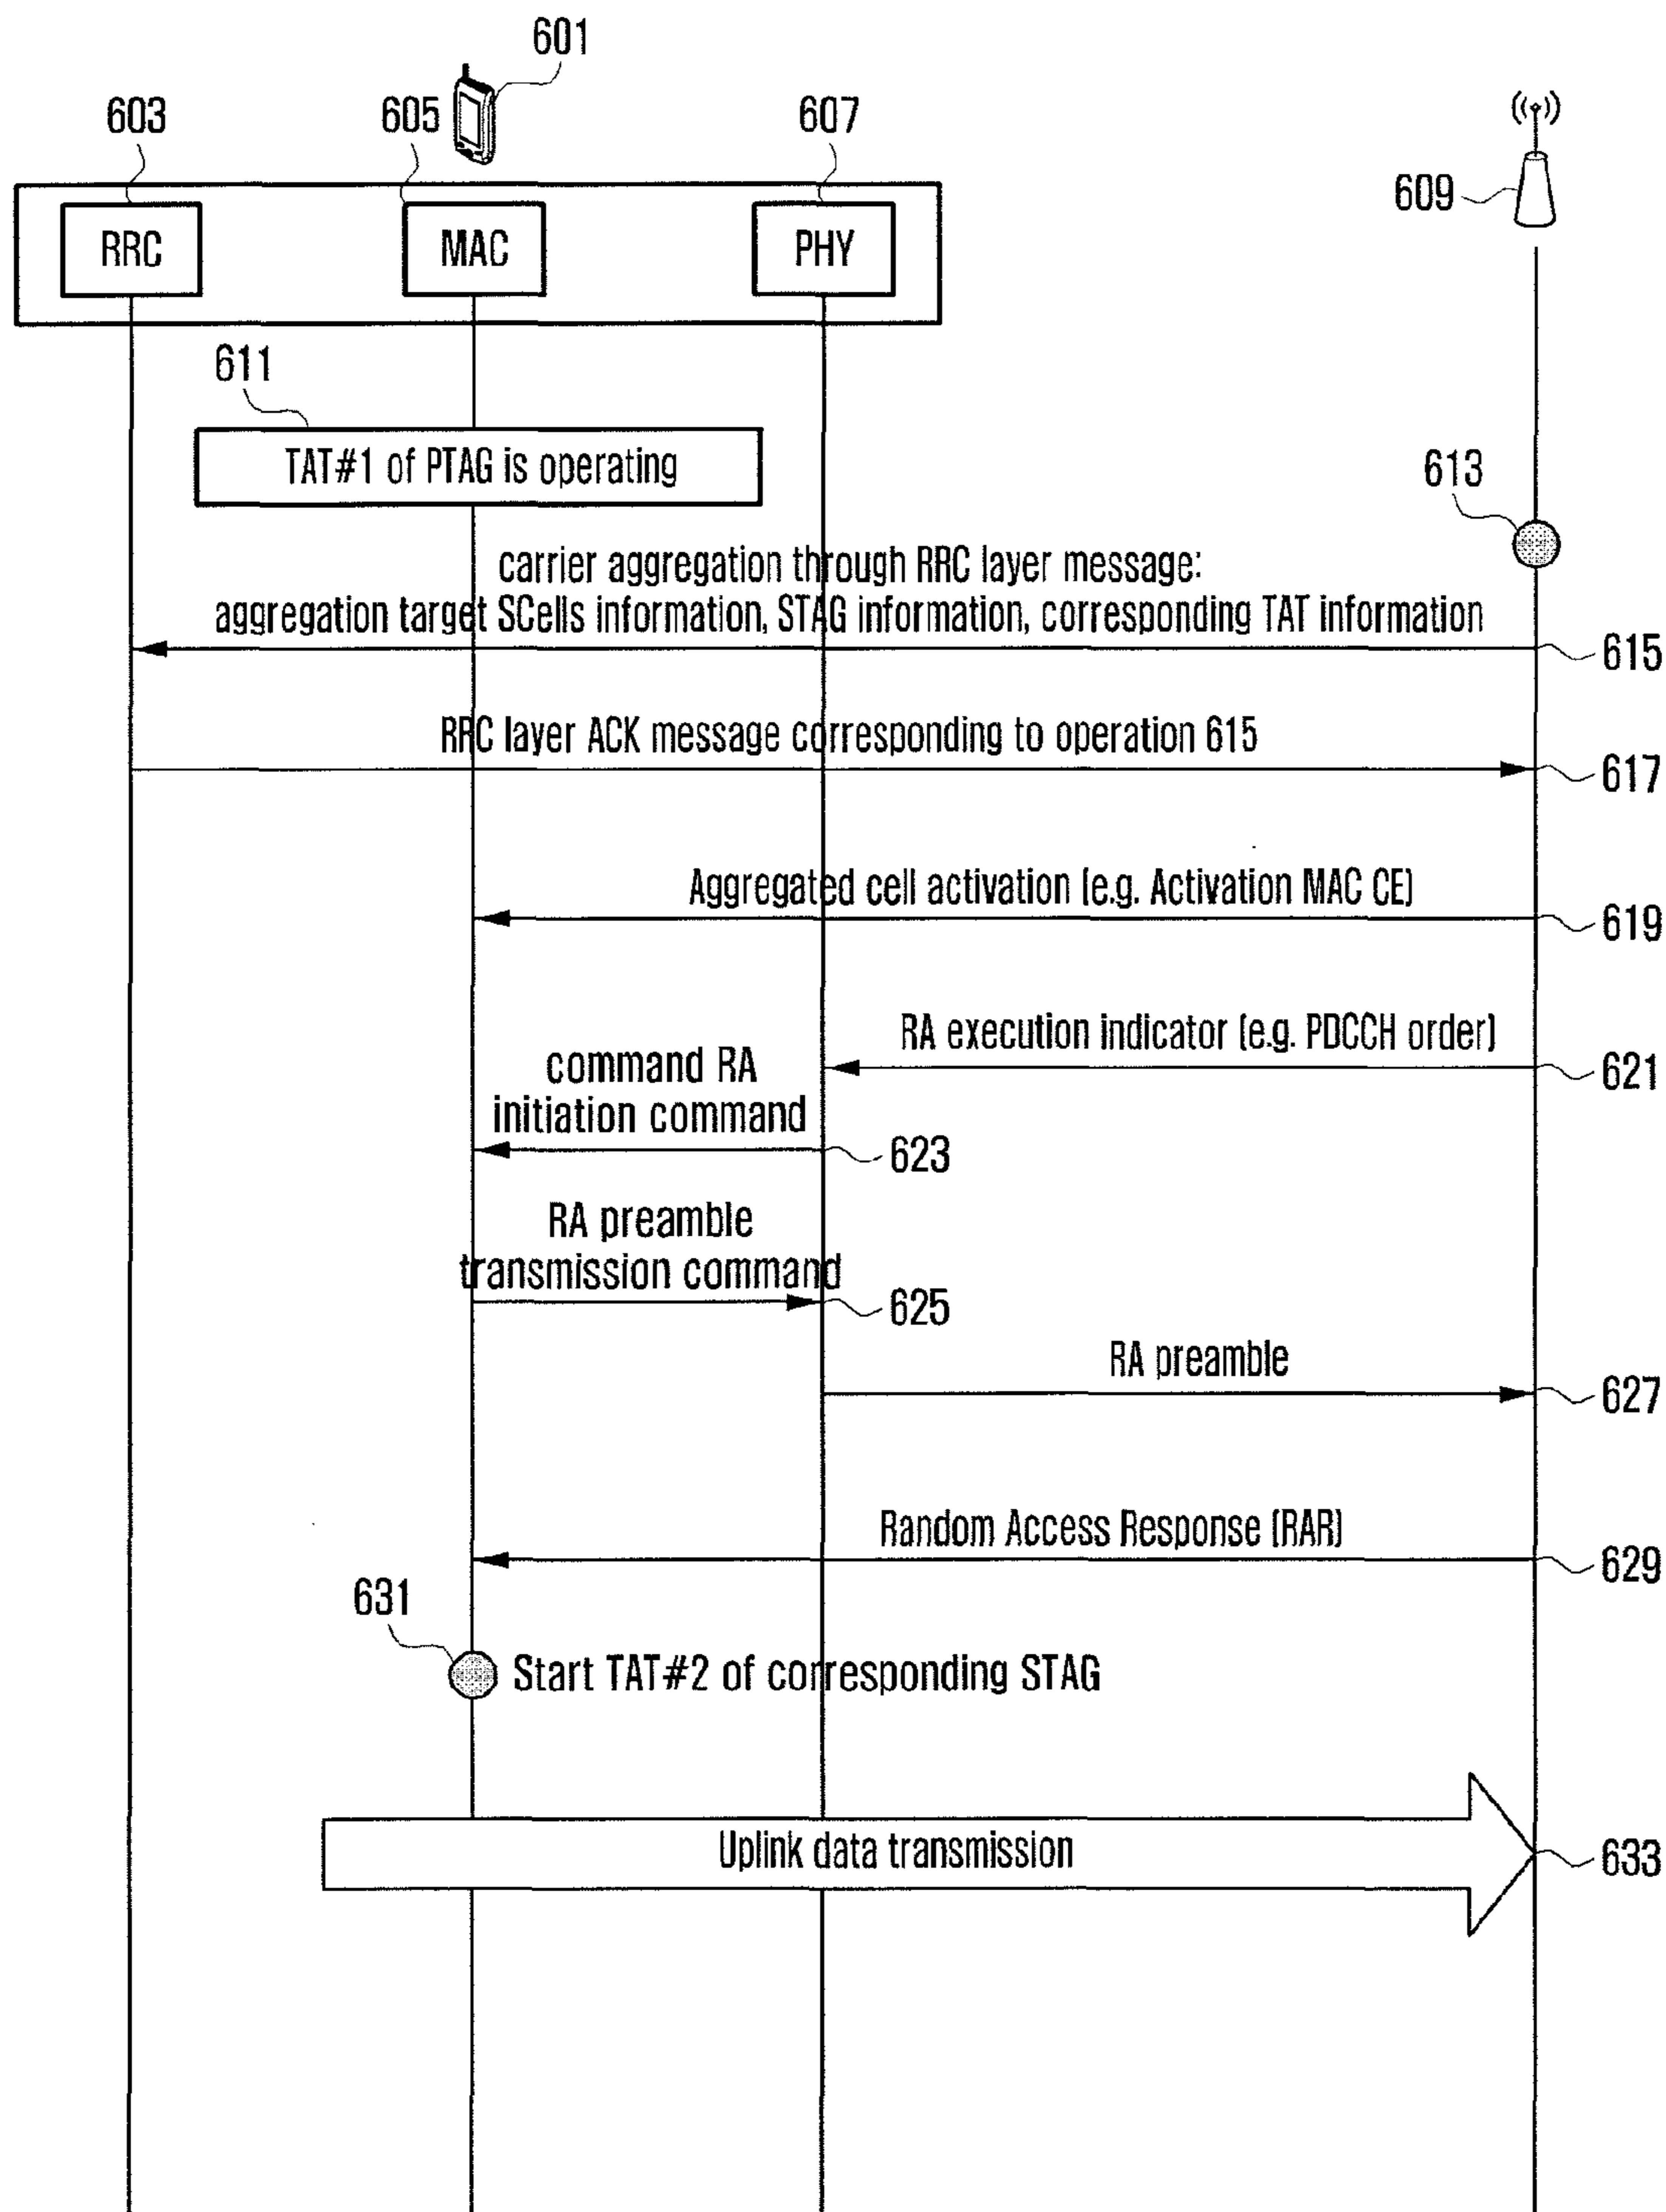 601
603
605
607
609
RRC
MAC
PHY
611
TAT#1 of PTAG is operating
613
carrier aggregation through RRC layer message:
aggregation target SCells information, STAG information, corresponding TAT information
615
RRC layer ACK message corresponding to operation 615
617
Aggregated cell activation (e.g. Activation MAC CE)
619
RA execution indicator (e.g. PDCCH order)
621
command RA
initiation command
623
RA preamble
transmission command
625
RA preamble
627
Random Access Response (RAR)
629
631
Start TAT#2 of corresponding STAG
Uplink data transmission
633